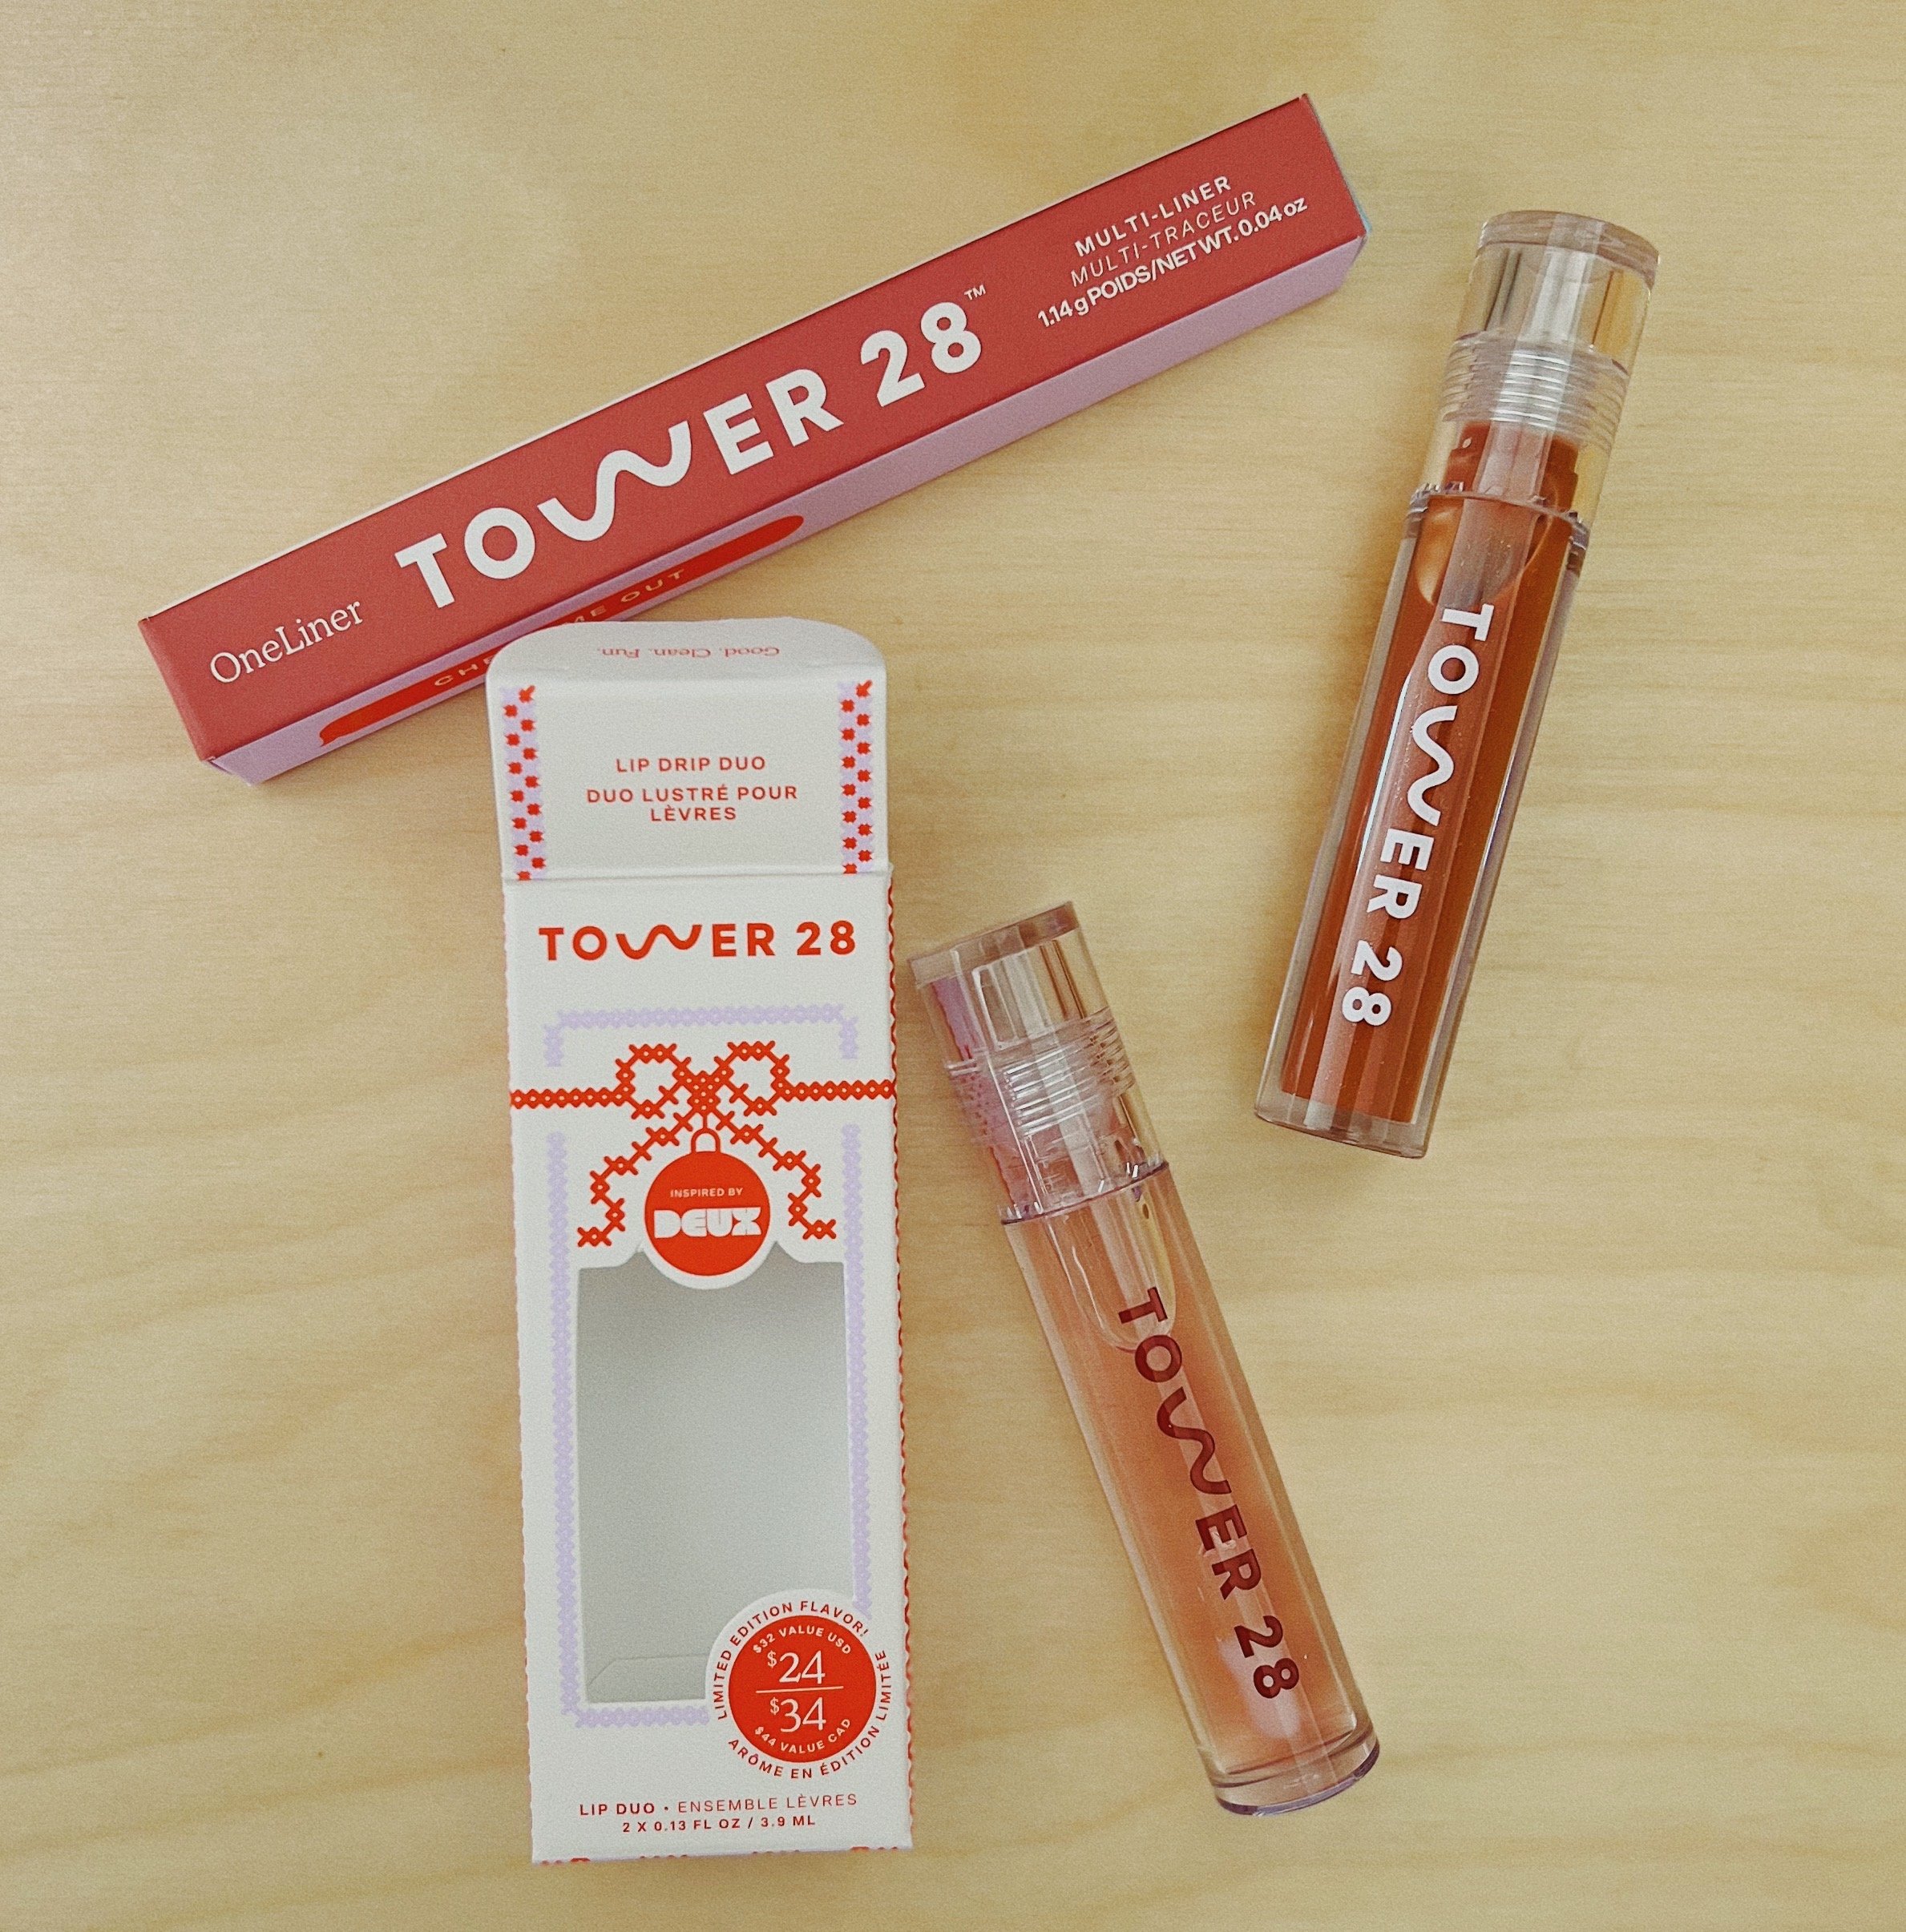 OneLiner
TOWER 28™
MULTI-LINER
MULTI-TRACEUR
1.14 g POIDS/NET WT. 0.04 oz
ME OUT
Good. Clean. Fun.
LIP DRIP DUO
DUO LUSTRÉ POUR
LÈVRES
TOWER 28
INSPIRED BY
DEUX
LIMITED EDITION FLAVOR!
$32 VALUE USD
$24
$34
$44 VALUE CAD
ARÔME EN ÉDITION LIMITÉE
LIP DUO • ENSEMBLE LÈVRES
2 X 0.13 FL OZ / 3.9 ML
TOWER 28
TOWER 28